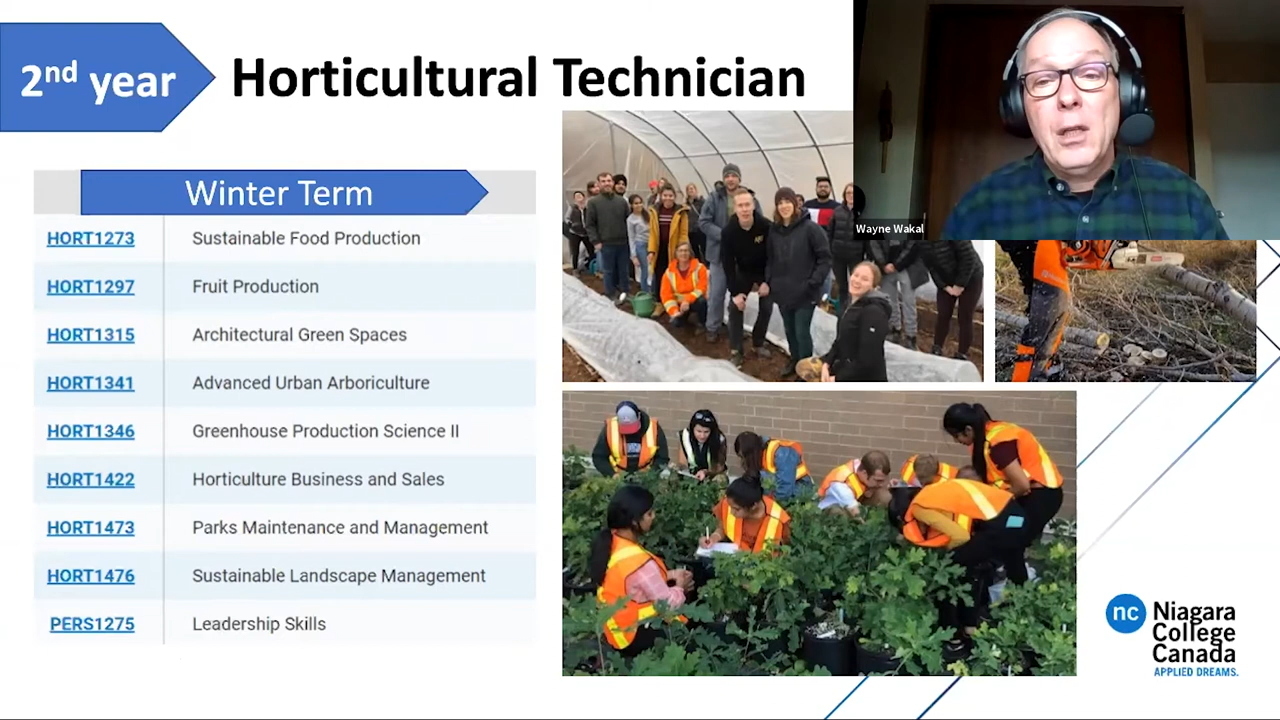 2nd year
Horticultural Technician
Wayne Wakal
Winter Term
HORT1273 Sustainable Food Production
HORT1297 Fruit Production
HORT1315 Architectural Green Spaces
HORT1341 Advanced Urban Arboriculture
HORT1346 Greenhouse Production Science II
HORT1422 Horticulture Business and Sales
HORT1473 Parks Maintenance and Management
HORT1476 Sustainable Landscape Management
PERS1275 Leadership Skills
nc
Niagara
College
Canada
APPLIED DREAMS.